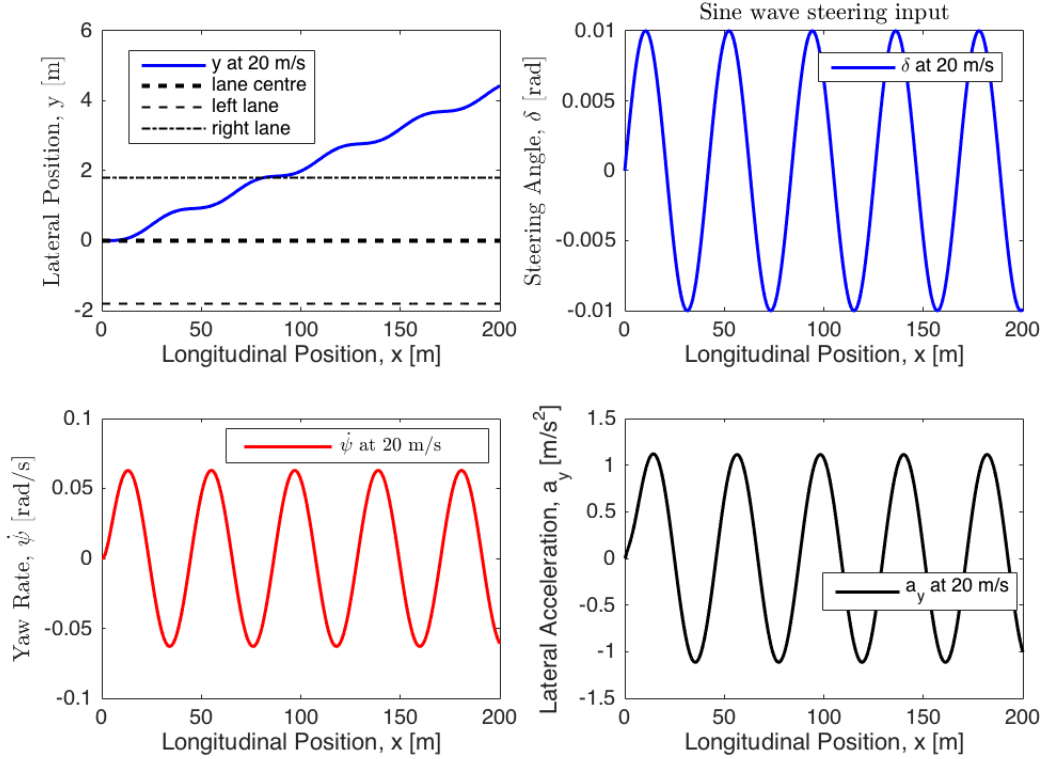 6
4
2
0
-2
0
50
100
150
200
Lateral Position, y [m]
Longitudinal Position, x [m]
y at 20 m/s
lane centre
left lane
right lane
Sine wave steering input
0.01
0.005
0
-0.005
-0.01
0
50
100
150
200
Steering Angle, δ [rad]
Longitudinal Position, x [m]
δ at 20 m/s
0.1
0.05
0
-0.05
-0.1
0
50
100
150
200
Yaw Rate, ψ̇ [rad/s]
Longitudinal Position, x [m]
ψ̇ at 20 m/s
1.5
1
0.5
0
-0.5
-1
-1.5
0
50
100
150
200
Lateral Acceleration, a_y [m/s²]
Longitudinal Position, x [m]
a_y at 20 m/s